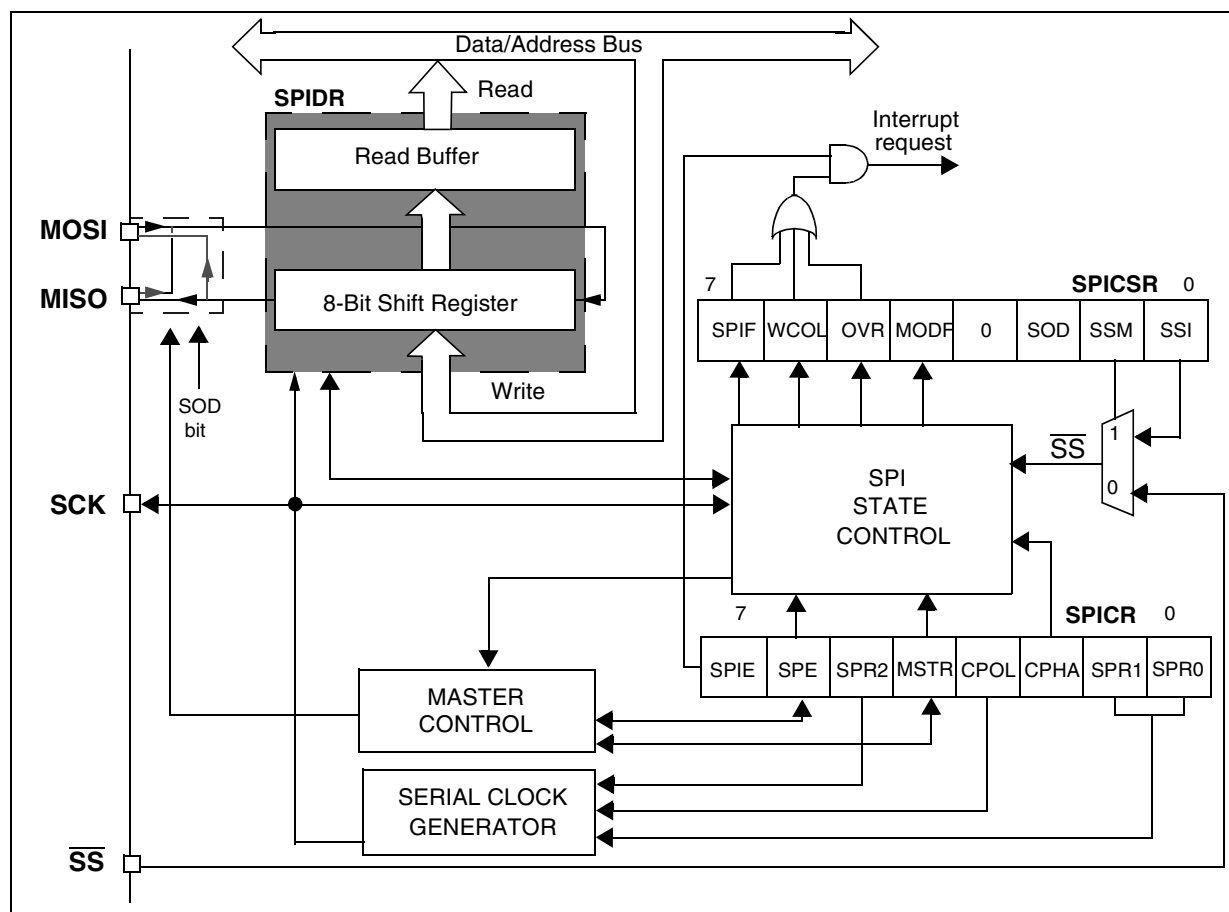 Data/Address Bus
Read
SPIDR
Interrupt
request
Read Buffer
MOSI
MISO
8-Bit Shift Register
7
SPICSR 0
SPIF WCOL OVR MODF 0 SOD SSM SSI
Write
SOD
bit
1
SS
0
SCK
SPI
STATE
CONTROL
7
SPICR 0
SPIE SPE SPR2 MSTR CPOL CPHA SPR1 SPR0
MASTER
CONTROL
SERIAL CLOCK
GENERATOR
SS